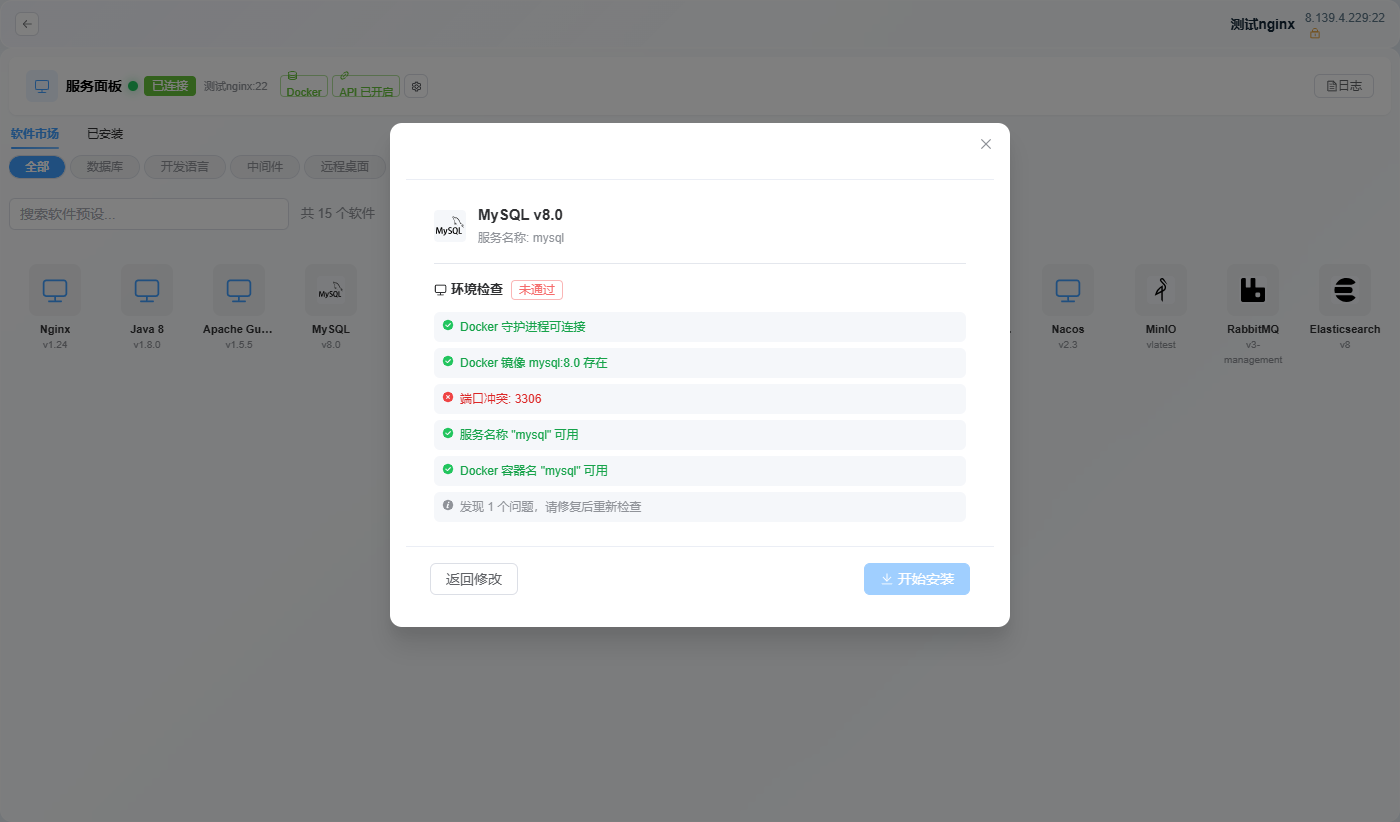 测试nginx
8.139.4.229:22
服务面板
已连接
测试nginx:22
Docker
API 已开启
日志
软件市场
已安装
全部
数据库
开发语言
中间件
远程桌面
搜索软件预设...
共 15 个软件
Nginx
v1.24
Java 8
v1.8.0
Apache Gu...
v1.5.5
MySQL
MySQL
v8.0
Nacos
v2.3
MinIO
vlatest
RabbitMQ
v3-
management
Elasticsearch
v8
MySQL
MySQL v8.0
服务名称: mysql
环境检查
未通过
Docker 守护进程可连接
Docker 镜像 mysql:8.0 存在
端口冲突: 3306
服务名称 "mysql" 可用
Docker 容器名 "mysql" 可用
发现 1 个问题，请修复后重新检查
返回修改
开始安装